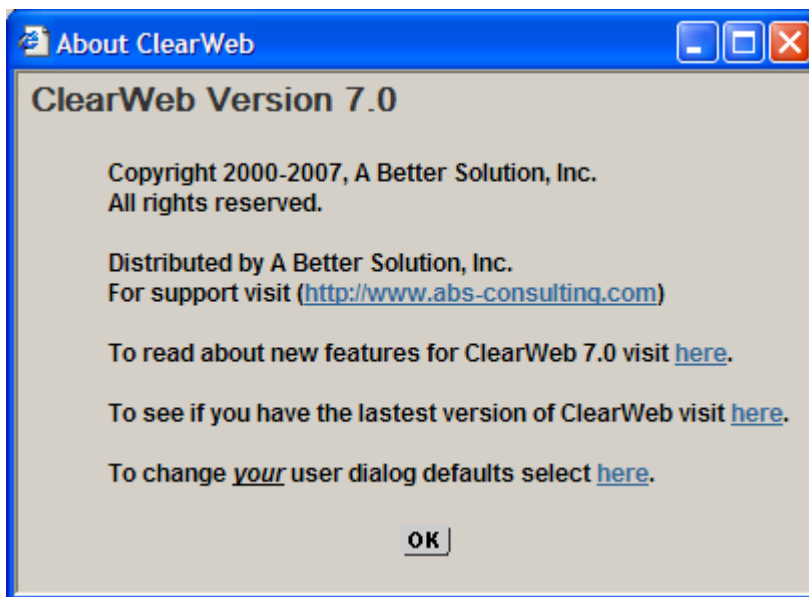 About ClearWeb
ClearWeb Version 7.0
Copyright 2000-2007, A Better Solution, Inc.
All rights reserved.
Distributed by A Better Solution, Inc.
For support visit (http://www.abs-consulting.com)
To read about new features for ClearWeb 7.0 visit here.
To see if you have the lastest version of ClearWeb visit here.
To change your user dialog defaults select here.
OK